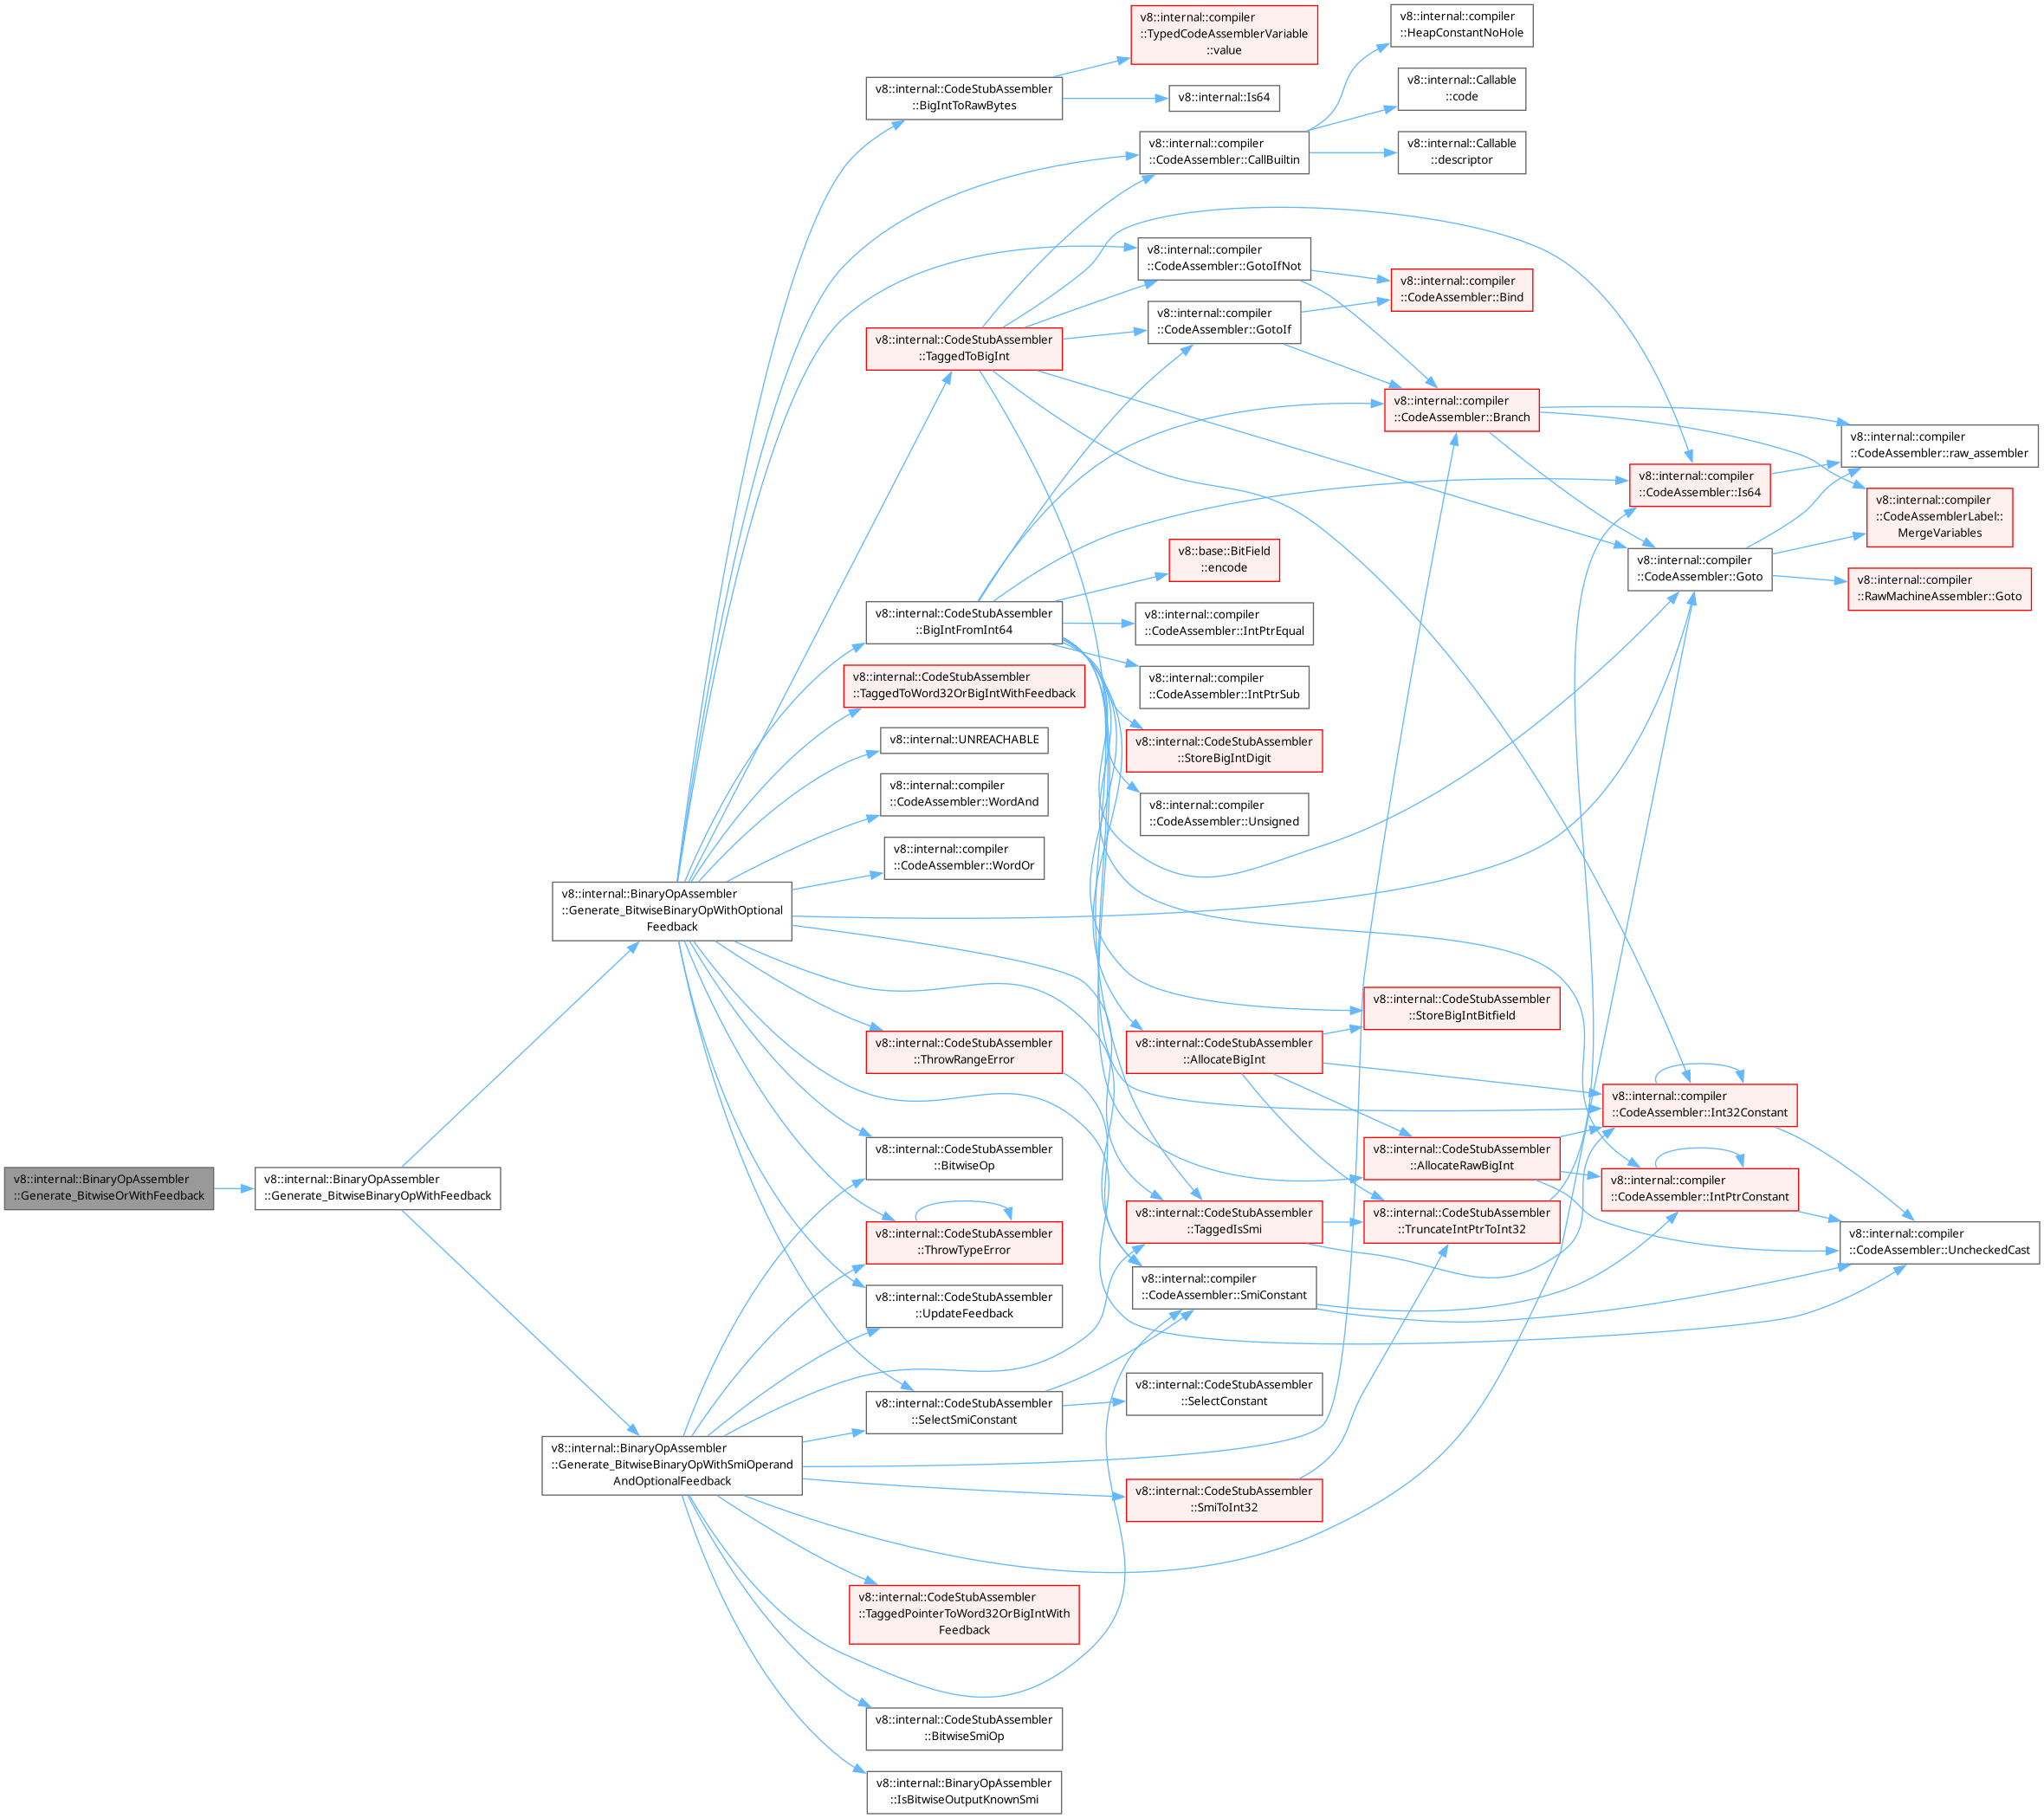 v8::internal::BinaryOpAssembler
::Generate_BitwiseOrWithFeedback
v8::internal::BinaryOpAssembler
::Generate_BitwiseBinaryOpWithFeedback
v8::internal::BinaryOpAssembler
::Generate_BitwiseBinaryOpWithOptional
Feedback
v8::internal::BinaryOpAssembler
::Generate_BitwiseBinaryOpWithSmiOperand
AndOptionalFeedback
v8::internal::CodeStubAssembler
::BigIntToRawBytes
v8::internal::CodeStubAssembler
::TaggedToBigInt
v8::internal::CodeStubAssembler
::BigIntFromInt64
v8::internal::CodeStubAssembler
::TaggedToWord32OrBigIntWithFeedback
v8::internal::UNREACHABLE
v8::internal::compiler
::CodeAssembler::WordAnd
v8::internal::compiler
::CodeAssembler::WordOr
v8::internal::CodeStubAssembler
::ThrowRangeError
v8::internal::CodeStubAssembler
::BitwiseOp
v8::internal::CodeStubAssembler
::ThrowTypeError
v8::internal::CodeStubAssembler
::UpdateFeedback
v8::internal::CodeStubAssembler
::SelectSmiConstant
v8::internal::CodeStubAssembler
::TaggedPointerToWord32OrBigIntWith
Feedback
v8::internal::CodeStubAssembler
::BitwiseSmiOp
v8::internal::BinaryOpAssembler
::IsBitwiseOutputKnownSmi
v8::internal::compiler
::TypedCodeAssemblerVariable
::value
v8::internal::Is64
v8::internal::compiler
::CodeAssembler::CallBuiltin
v8::internal::compiler
::CodeAssembler::GotoIfNot
v8::internal::compiler
::CodeAssembler::GotoIf
v8::base::BitField
::encode
v8::internal::compiler
::CodeAssembler::IntPtrEqual
v8::internal::compiler
::CodeAssembler::IntPtrSub
v8::internal::CodeStubAssembler
::StoreBigIntDigit
v8::internal::compiler
::CodeAssembler::Unsigned
v8::internal::CodeStubAssembler
::AllocateBigInt
v8::internal::CodeStubAssembler
::TaggedIsSmi
v8::internal::compiler
::CodeAssembler::SmiConstant
v8::internal::CodeStubAssembler
::SelectConstant
v8::internal::CodeStubAssembler
::SmiToInt32
v8::internal::compiler
::HeapConstantNoHole
v8::internal::Callable
::code
v8::internal::Callable
::descriptor
v8::internal::compiler
::CodeAssembler::Bind
v8::internal::compiler
::CodeAssembler::Branch
v8::internal::CodeStubAssembler
::StoreBigIntBitfield
v8::internal::CodeStubAssembler
::AllocateRawBigInt
v8::internal::CodeStubAssembler
::TruncateIntPtrToInt32
v8::internal::compiler
::CodeAssembler::Is64
v8::internal::compiler
::CodeAssembler::Goto
v8::internal::compiler
::CodeAssembler::Int32Constant
v8::internal::compiler
::CodeAssembler::IntPtrConstant
v8::internal::compiler
::CodeAssembler::raw_assembler
v8::internal::compiler
::CodeAssemblerLabel::
MergeVariables
v8::internal::compiler
::RawMachineAssembler::Goto
v8::internal::compiler
::CodeAssembler::UncheckedCast